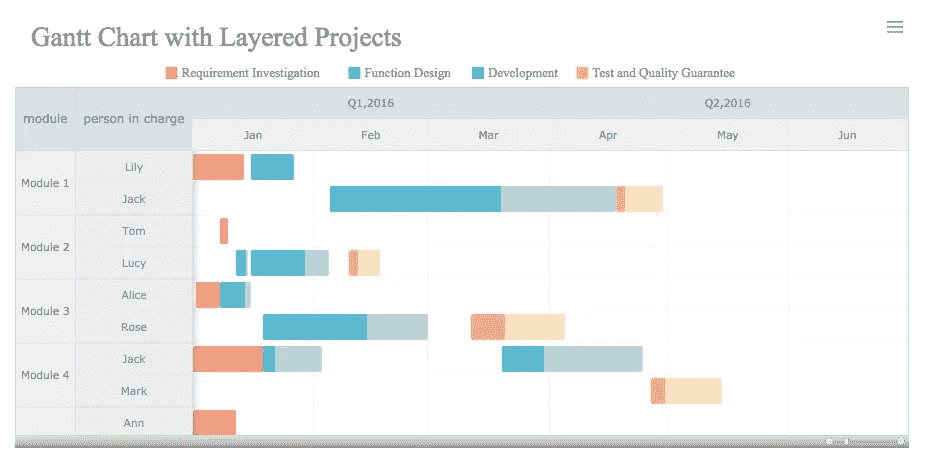 Gantt Chart with Layered Projects
Requirement Investigation Function Design Development Test and Quality Guarantee
module person in charge Q1,2016 Q2,2016
Jan Feb Mar Apr May Jun
Module 1 Lily
Jack
Module 2 Tom
Lucy
Module 3 Alice
Rose
Module 4 Jack
Mark
Ann